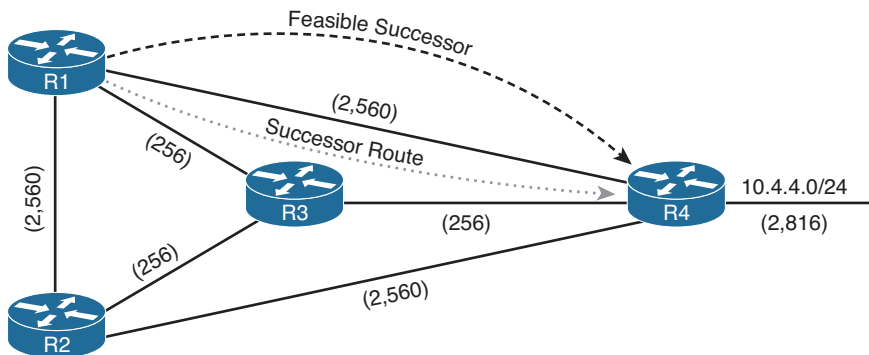 Feasible Successor
R1
(2,560)
Successor Route
(256)
(2,560)
R3
R4
10.4.4.0/24
(256)
(2,816)
(256)
(2,560)
R2